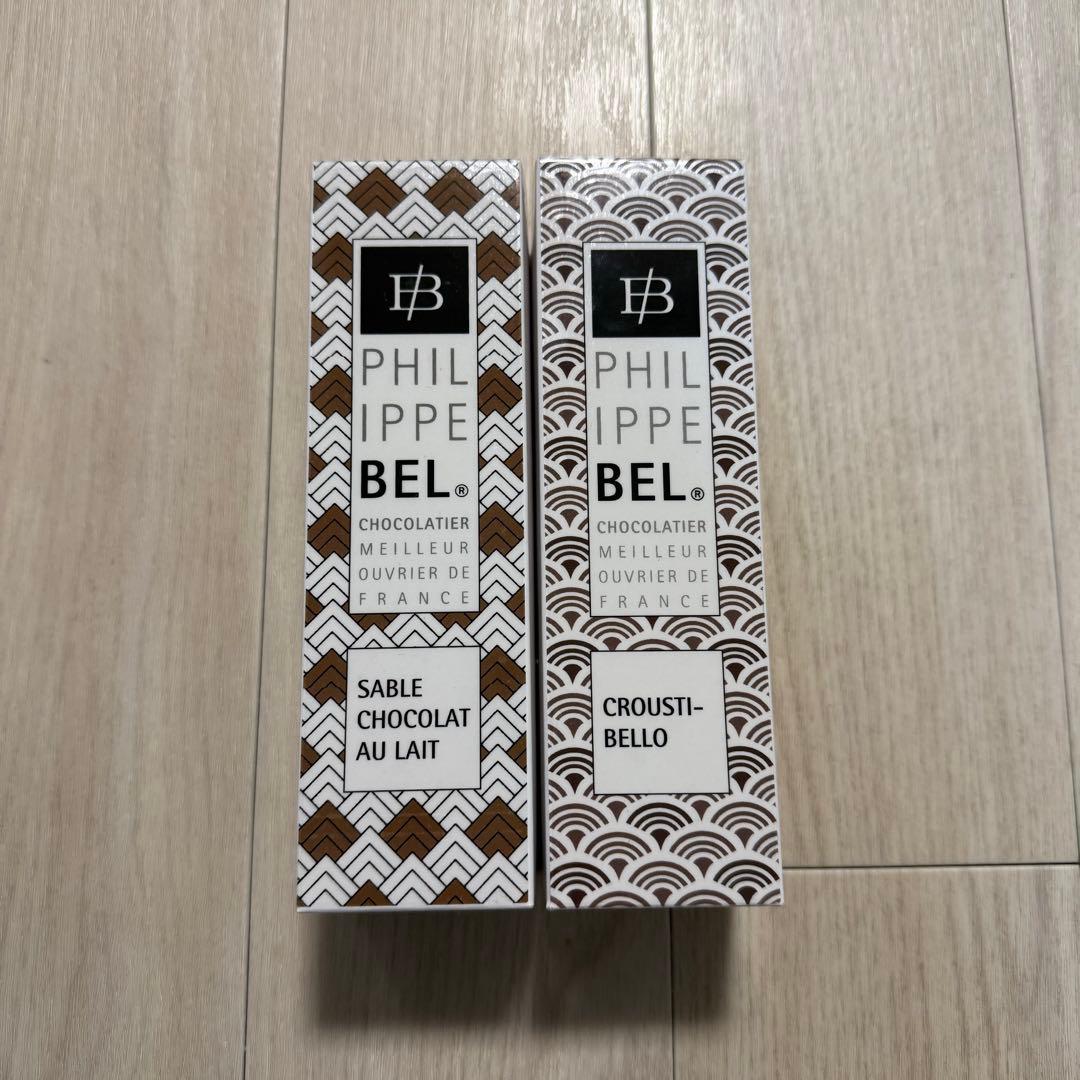 B
PHIL
IPPE
BEL®
CHOCOLATIER
MEILLEUR
OUVRIER DE
FRANCE
SABLE
CHOCOLAT
AU LAIT
B
PHIL
IPPE
BEL®
CHOCOLATIER
MEILLEUR
OUVRIER DE
FRANCE
CROUSTI-
BELLO